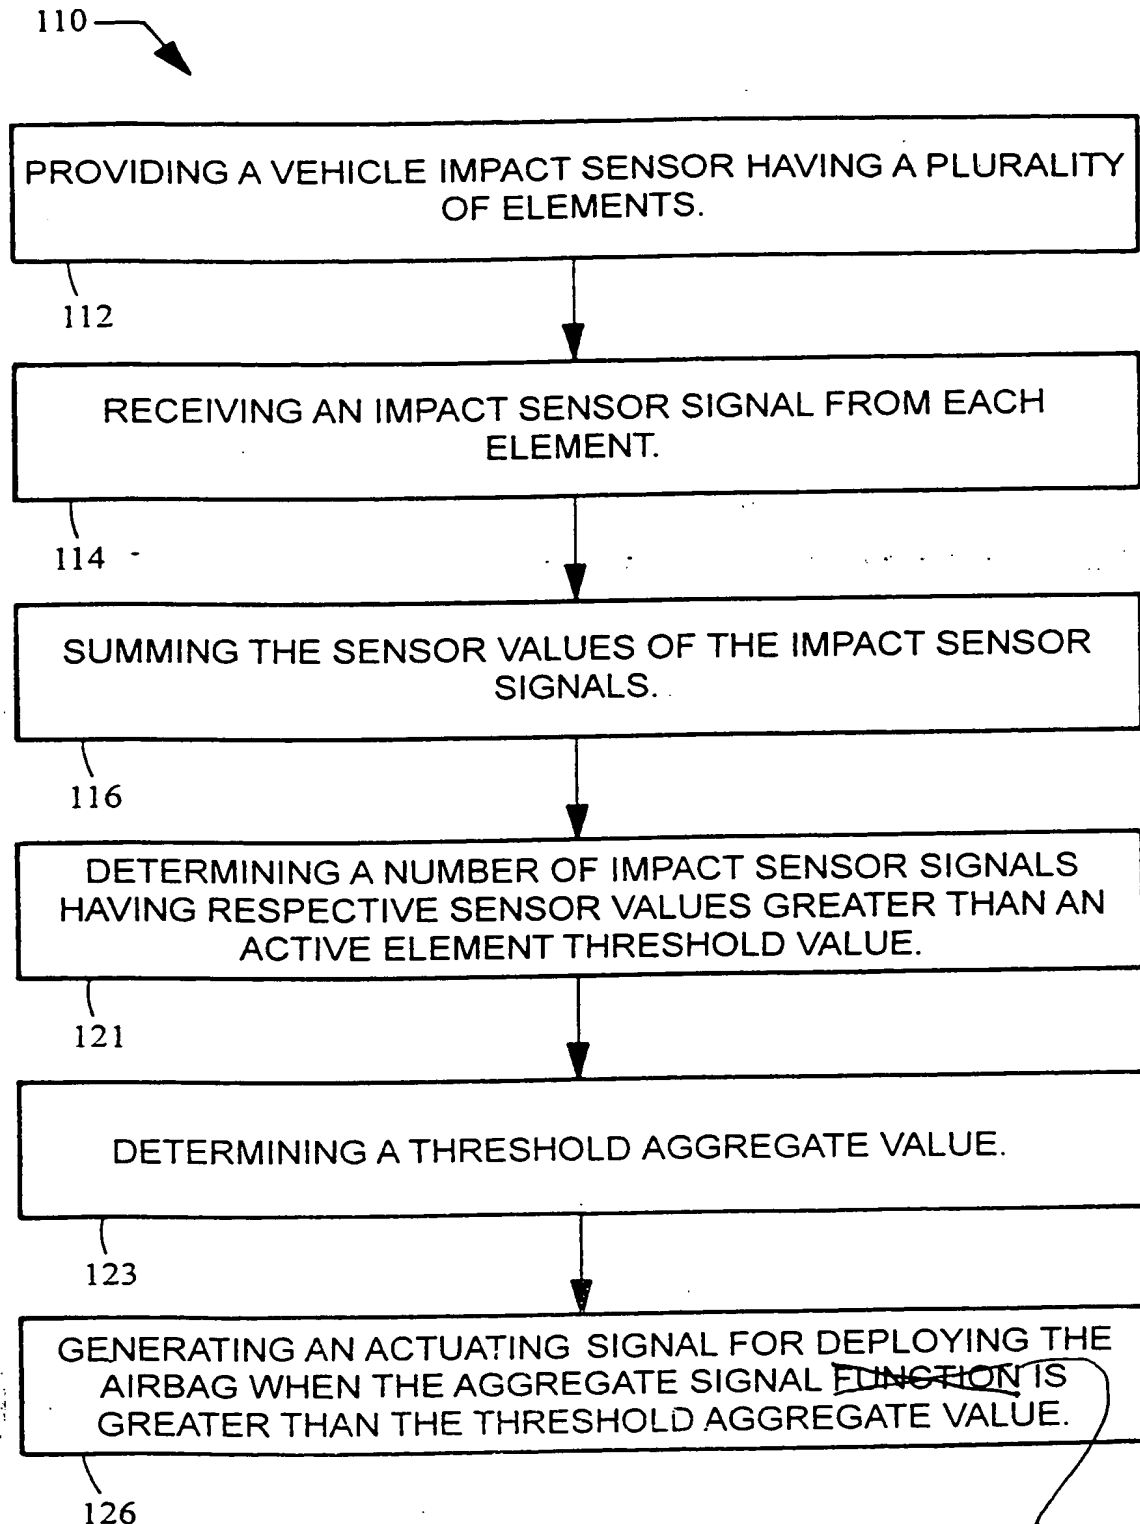 110
PROVIDING A VEHICLE IMPACT SENSOR HAVING A PLURALITY
OF ELEMENTS.
112
RECEIVING AN IMPACT SENSOR SIGNAL FROM EACH
ELEMENT.
114
SUMMING THE SENSOR VALUES OF THE IMPACT SENSOR
SIGNALS.
116
DETERMINING A NUMBER OF IMPACT SENSOR SIGNALS
HAVING RESPECTIVE SENSOR VALUES GREATER THAN AN
ACTIVE ELEMENT THRESHOLD VALUE.
121
DETERMINING A THRESHOLD AGGREGATE VALUE.
123
GENERATING AN ACTUATING SIGNAL FOR DEPLOYING THE
AIRBAG WHEN THE AGGREGATE SIGNAL FUNCTION IS
GREATER THAN THE THRESHOLD AGGREGATE VALUE.
126